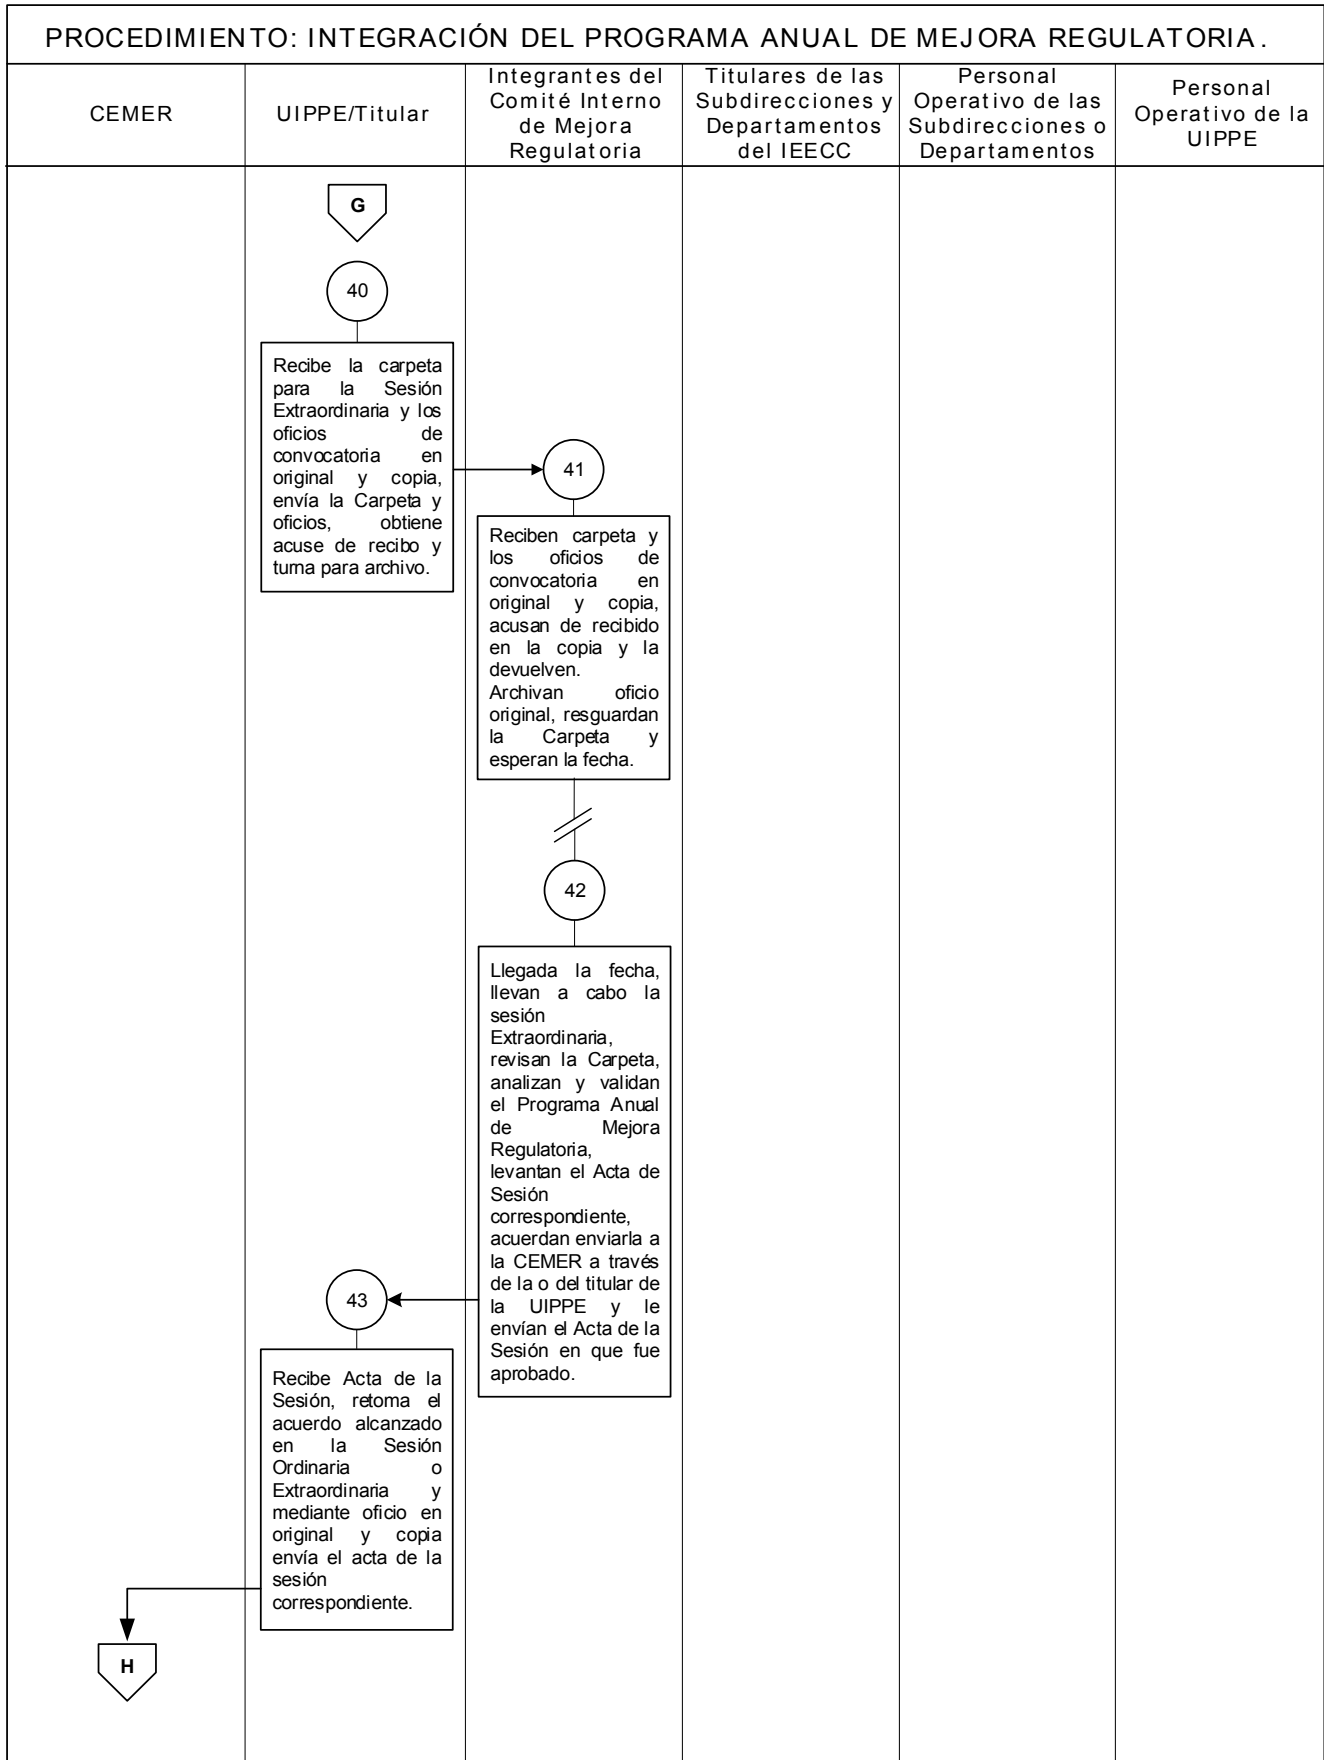 PROCEDIMIENTO: INTEGRACIÓN DEL PROGRAMA ANUAL DE MEJORA REGULATORIA.
CEMER
UIPPE/Titular
Integrantes del
Comité Interno
de Mejora
Regulatoria
Titulares de las
Subdirecciones y
Departamentos
del IEECC
Personal
Operativo de las
Subdirecciones o
Departamentos
Personal
Operativo de la
UIPPE
G
40
Recibe la carpeta
para la Sesión
Extraordinaria y los
oficios de
convocatoria en
original y copia,
envía la Carpeta y
oficios, obtiene
acuse de recibo y
turna para archivo.
41
Reciben carpeta y
los oficios de
convocatoria en
original y copia,
acusan de recibido
en la copia y la
devuelven.
Archivan oficio
original, resguardan
la Carpeta y
esperan la fecha.
42
Llegada la fecha,
llevan a cabo la
sesión
Extraordinaria,
revisan la Carpeta,
analizan y validan
el Programa Anual
de Mejora
Regulatoria,
levantan el Acta de
Sesión
correspondiente,
acuerdan enviarla a
la CEMER a través
de la o del titular de
la UIPPE y le
envían el Acta de la
Sesión en que fue
aprobado.
43
Recibe Acta de la
Sesión, retoma el
acuerdo alcanzado
en la Sesión
Ordinaria o
Extraordinaria y
mediante oficio en
original y copia
envía el acta de la
sesión
correspondiente.
H